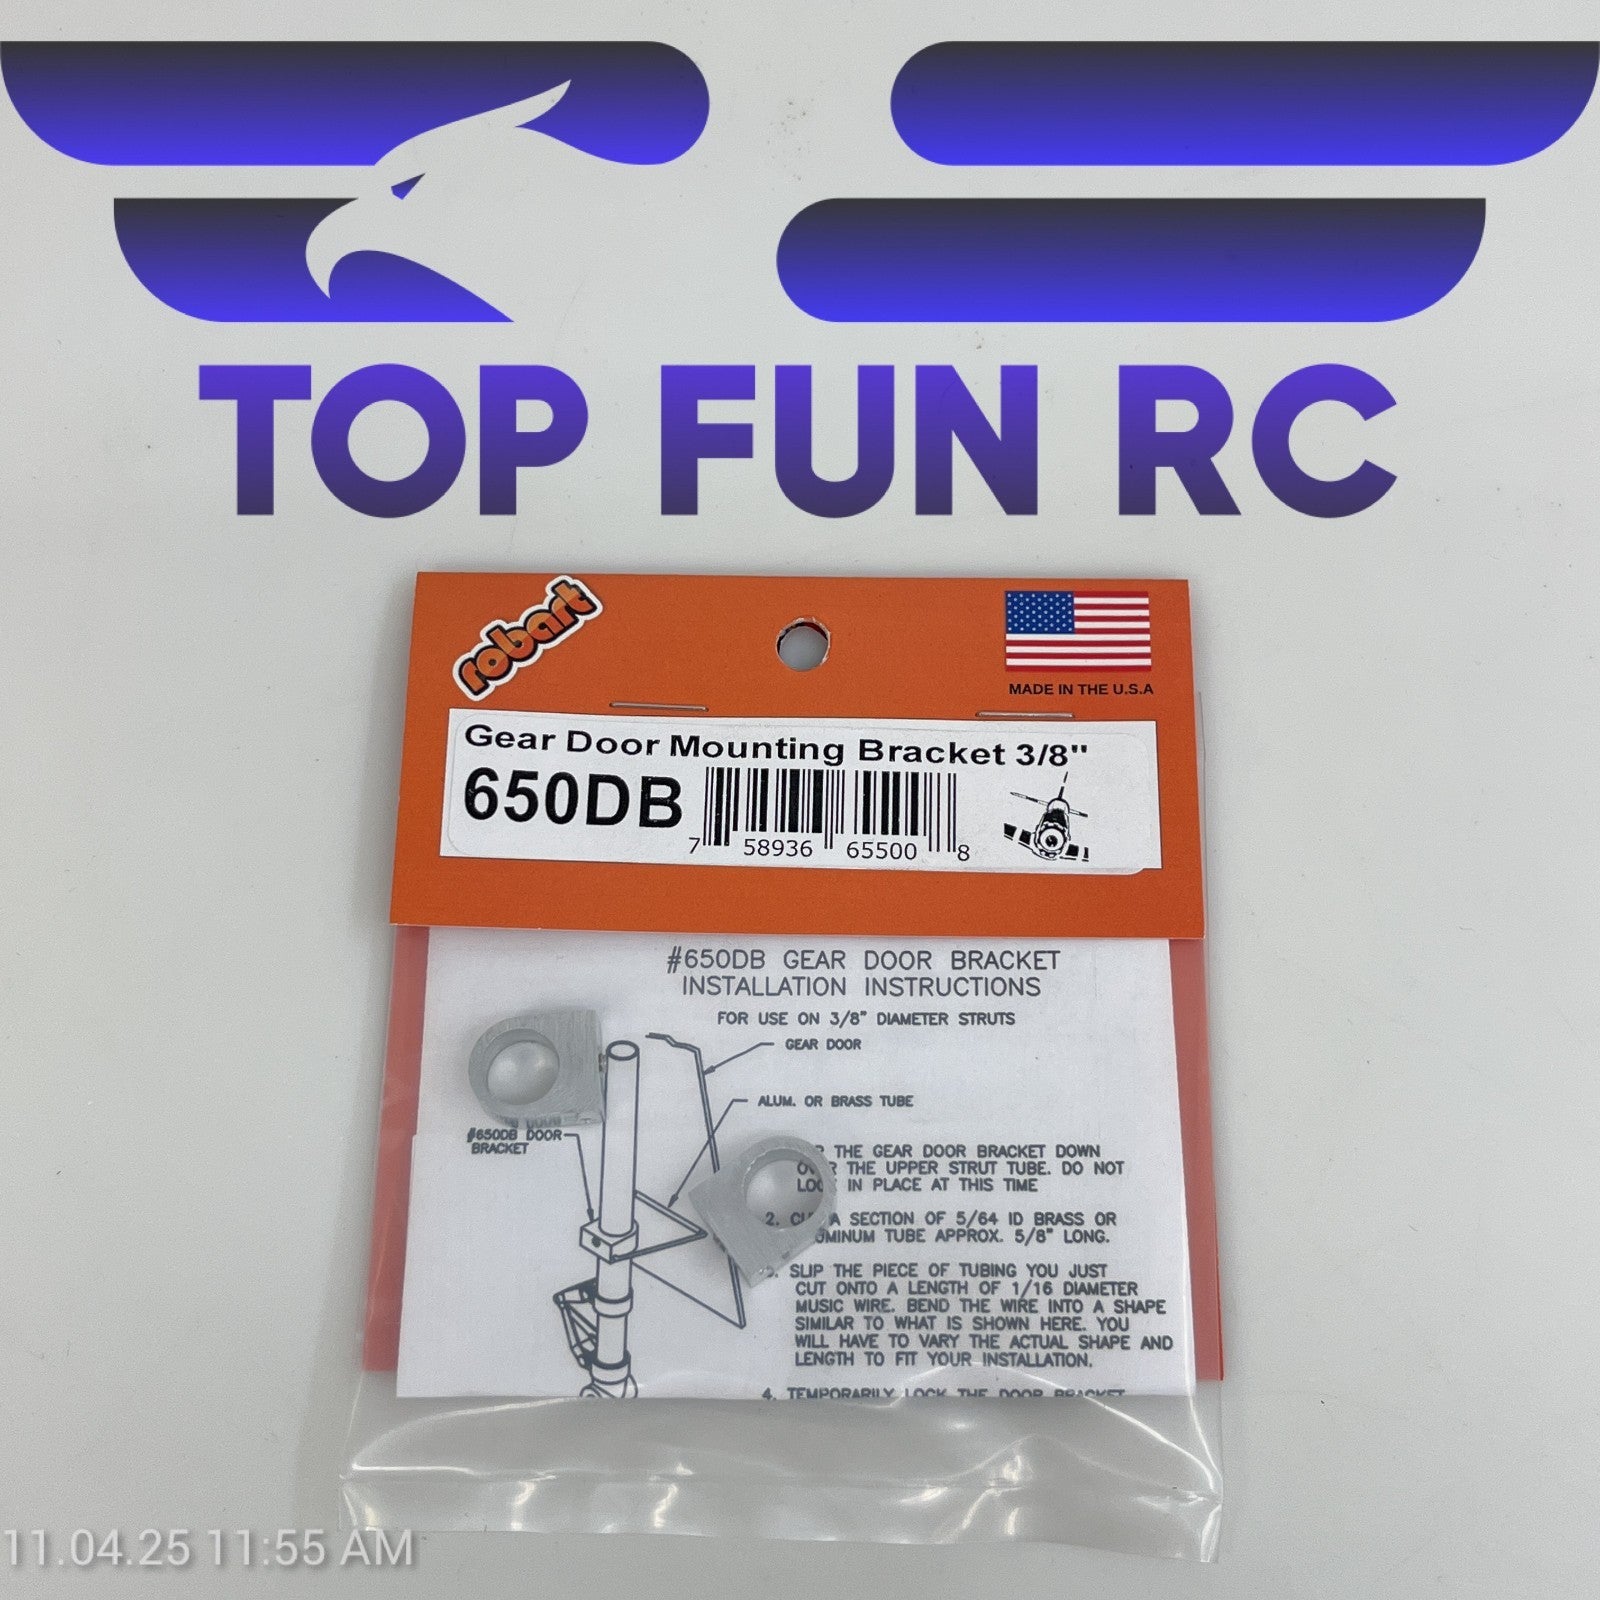 TOP FUN RC
robart
MADE IN THE U.S.A
Gear Door Mounting Bracket 3/8"
650DB
7 58936 65500 8
#650DB GEAR DOOR BRACKET
INSTALLATION INSTRUCTIONS
FOR USE ON 3/8" DIAMETER STRUTS
GEAR DOOR
ALUM. OR BRASS TUBE
#650DB DOOR
BRACKET
THE GEAR DOOR BRACKET DOWN
THE UPPER STRUT TUBE. DO NOT
IN PLACE AT THIS TIME
2. A SECTION OF 5/64 ID BRASS OR
TUBE APPROX. 5/8" LONG.
SLIP THE PIECE OF TUBING YOU JUST
CUT ONTO A LENGTH OF 1/16 DIAMETER
MUSIC WIRE. BEND THE WIRE INTO A SHAPE
SIMILAR TO WHAT IS SHOWN HERE. YOU
WILL HAVE TO VARY THE ACTUAL SHAPE AND
LENGTH TO FIT YOUR INSTALLATION.
4. TEMPORARILY LOCK THE DOOR BRACKET
11.04.25 11:55 AM